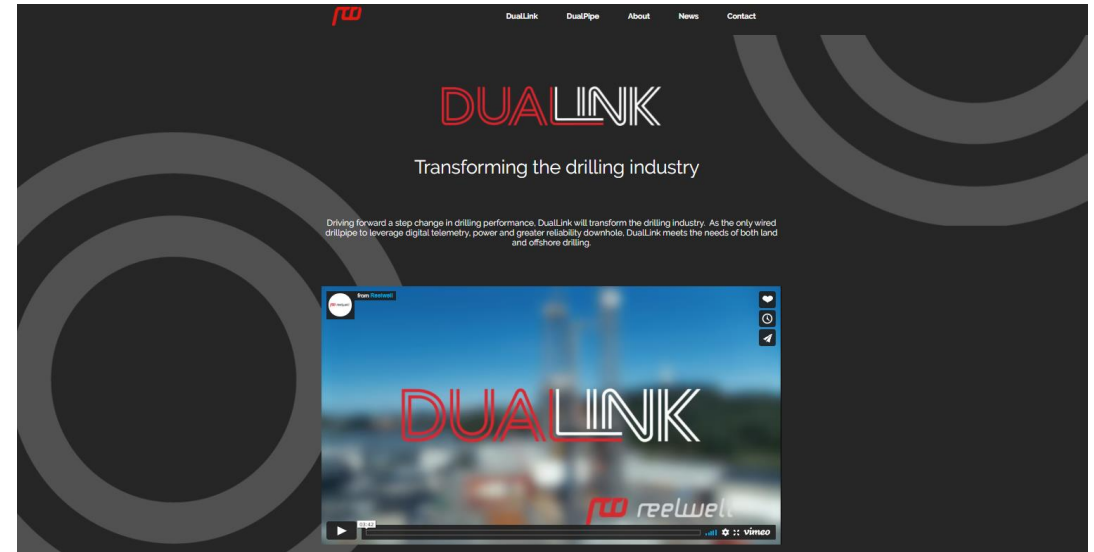 DualLink DualPipe About News Contact
DUALINK
Transforming the drilling industry
Driving forward a step change in drilling performance, DualLink will transform the drilling industry. As the only wired
drillpipe to leverage digital telemetry, power and greater reliability downhole, DualLink meets the needs of both land
and offshore drilling.
from Reelwell
DUALINK
reelwell
03:42
vimeo